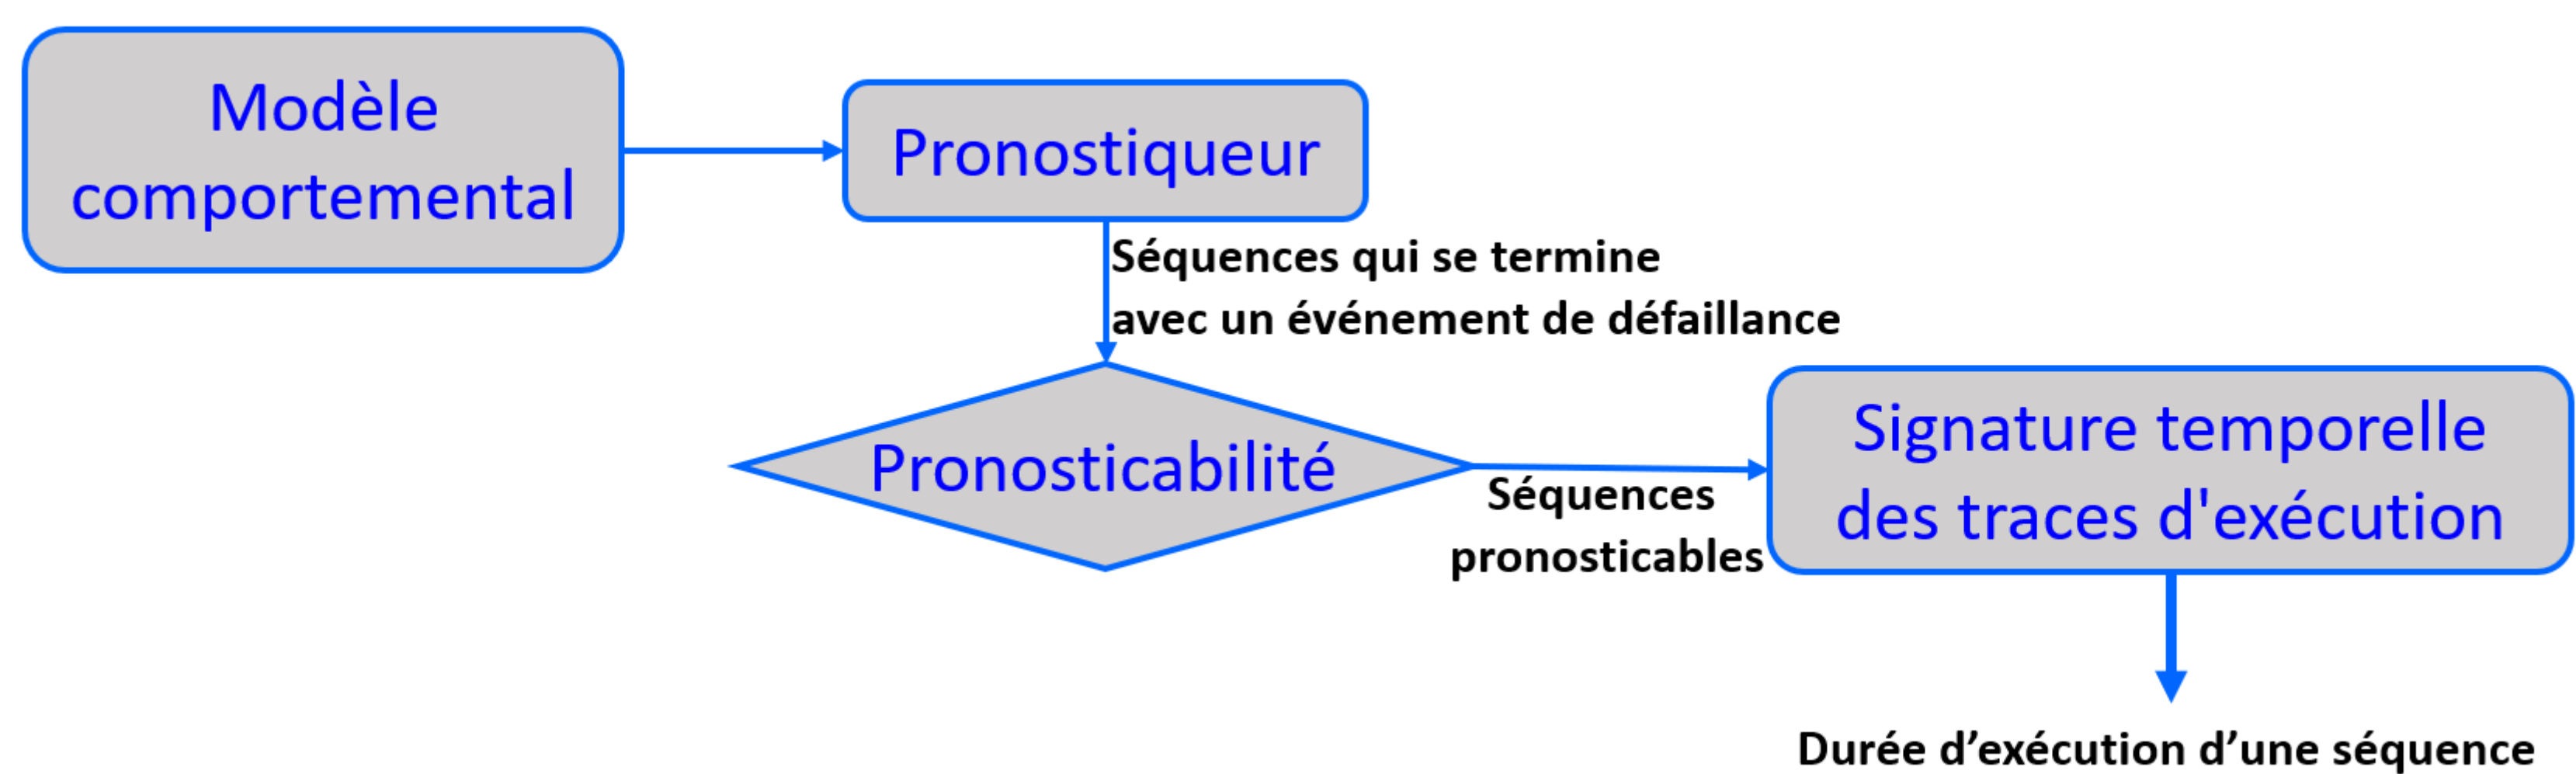 Modèle
comportemental
Pronostiqueur
Séquences qui se termine
avec un événement de défaillance
Pronosticabilité
Séquences
pronosticables
Signature temporelle
des traces d'exécution
Durée d’exécution d’une séquence